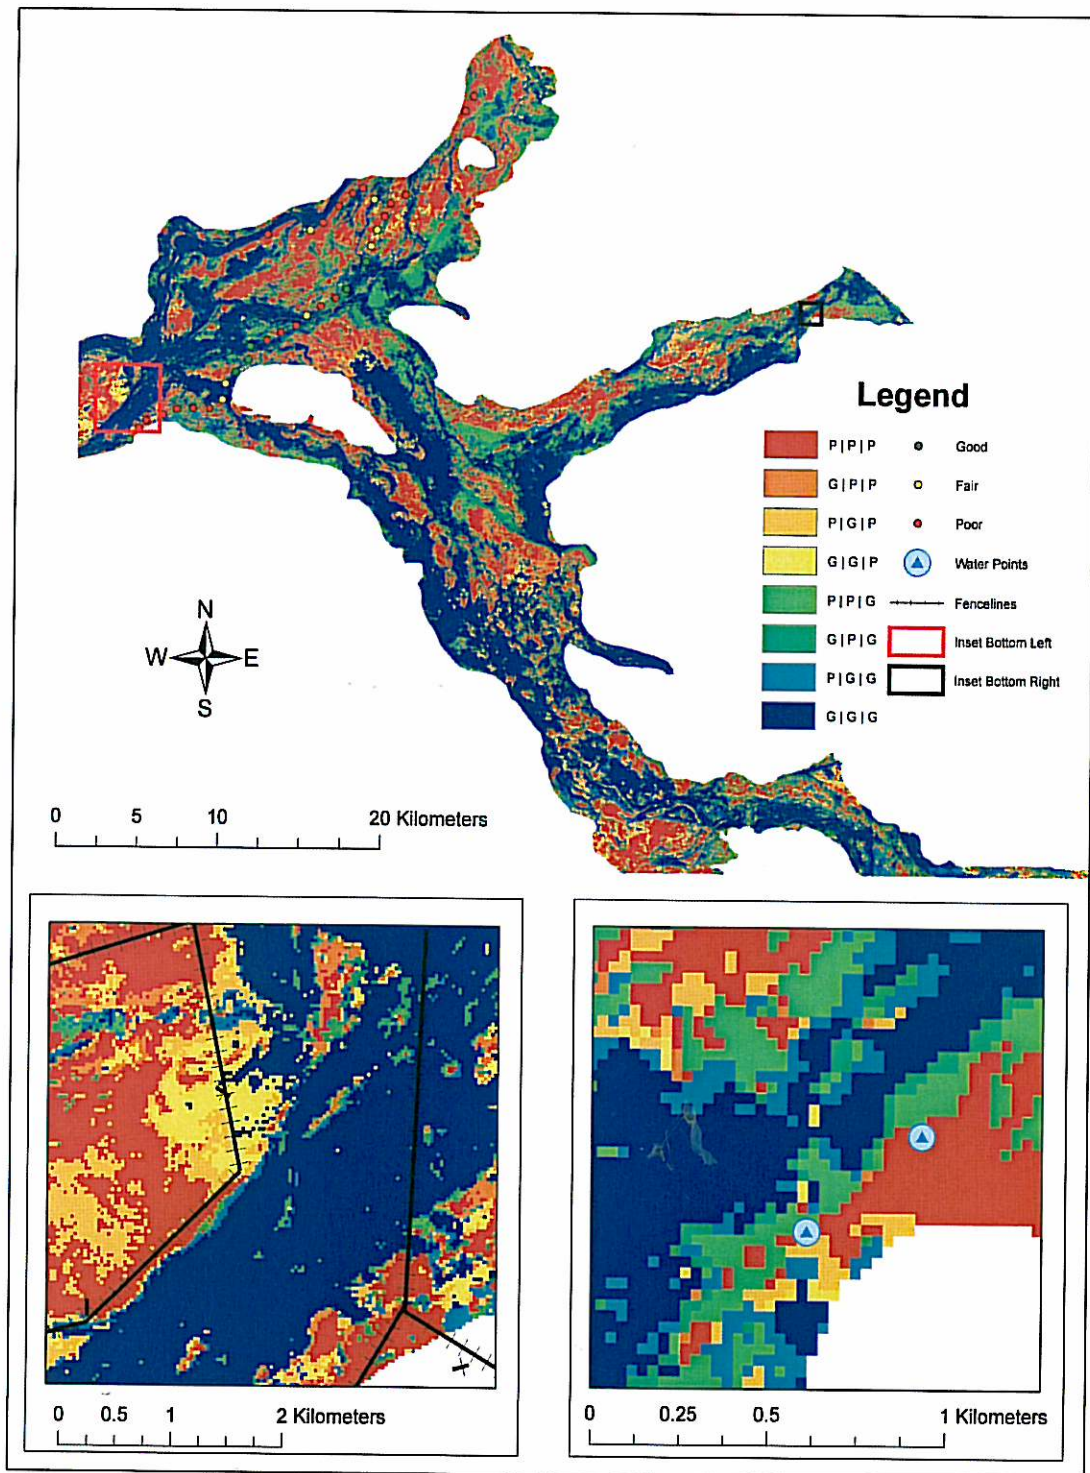 Legend
P|P|P
Good
G|P|P
Fair
P|G|P
Poor
G|G|P
Water Points
P|P|G
Fencelines
G|P|G
Inset Bottom Left
P|G|G
Inset Bottom Right
G|G|G
N
W E
S
0 5 10 20 Kilometers
0 0.5 1 2 Kilometers
0 0.25 0.5 1 Kilometers